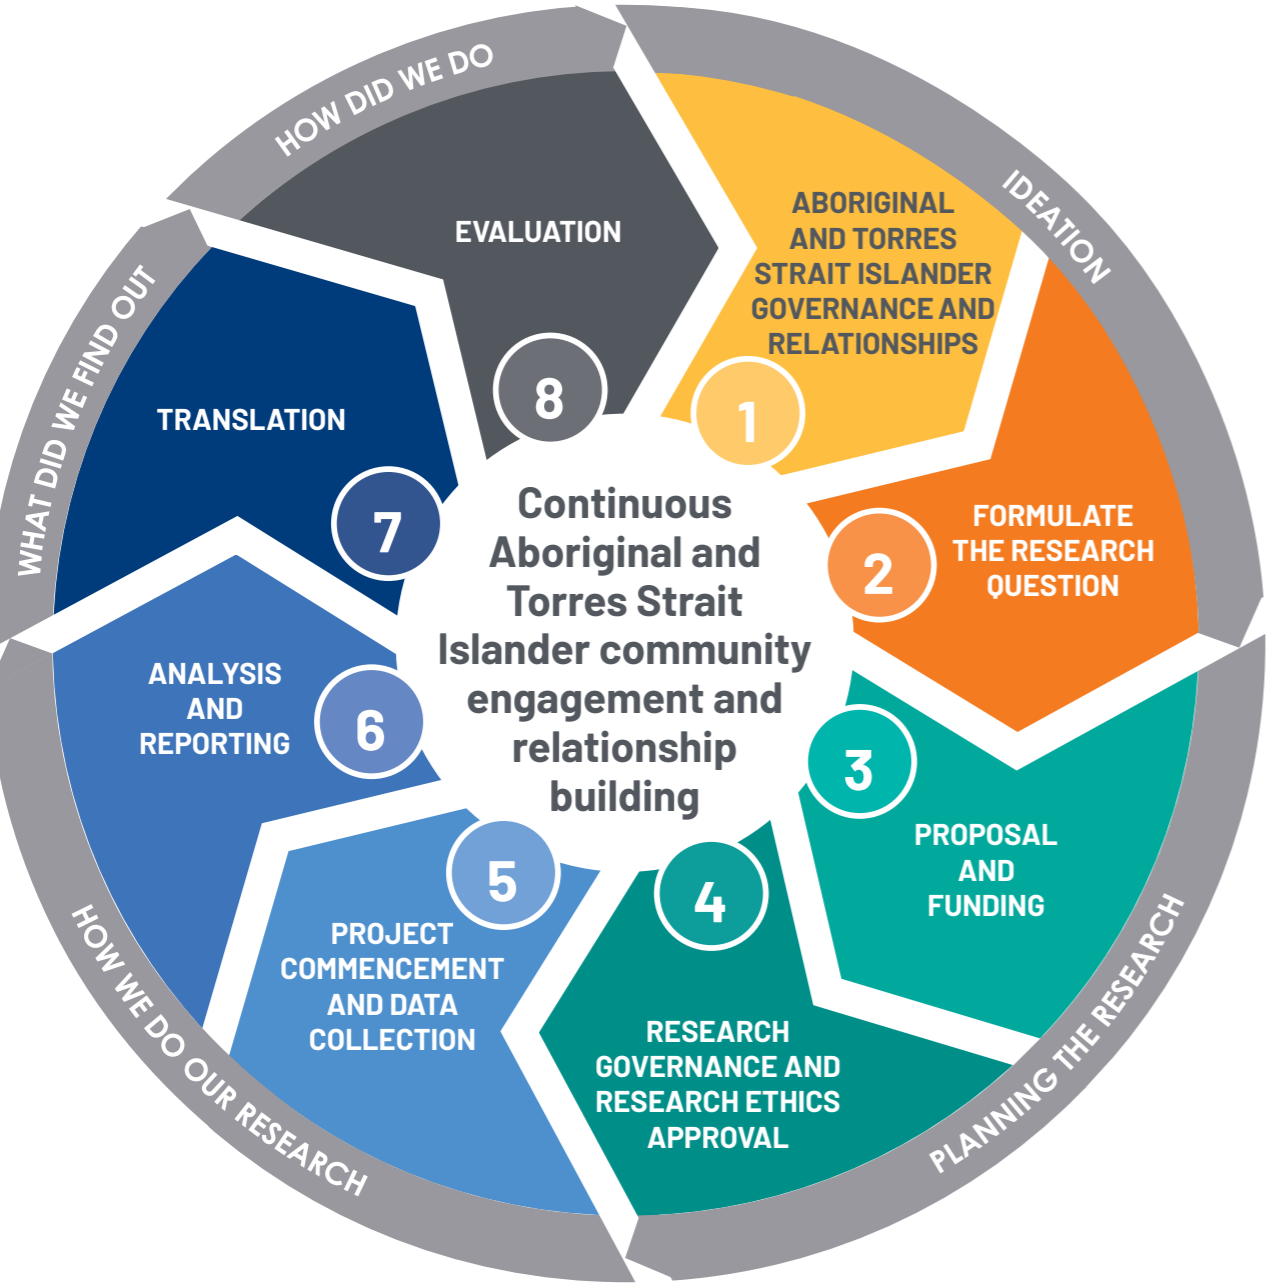 HOW DID WE DO
IDEATION
PLANNING THE RESEARCH
HOW WE DO OUR RESEARCH
WHAT DID WE FIND OUT
ABORIGINAL
AND TORRES
STRAIT ISLANDER
GOVERNANCE AND
RELATIONSHIPS
1
FORMULATE
THE RESEARCH
QUESTION
2
3
PROPOSAL
AND
FUNDING
4
RESEARCH
GOVERNANCE AND
RESEARCH ETHICS
APPROVAL
5
PROJECT
COMMENCEMENT
AND DATA
COLLECTION
6
ANALYSIS
AND
REPORTING
7
TRANSLATION
8
EVALUATION
Continuous
Aboriginal and
Torres Strait
Islander community
engagement and
relationship
building